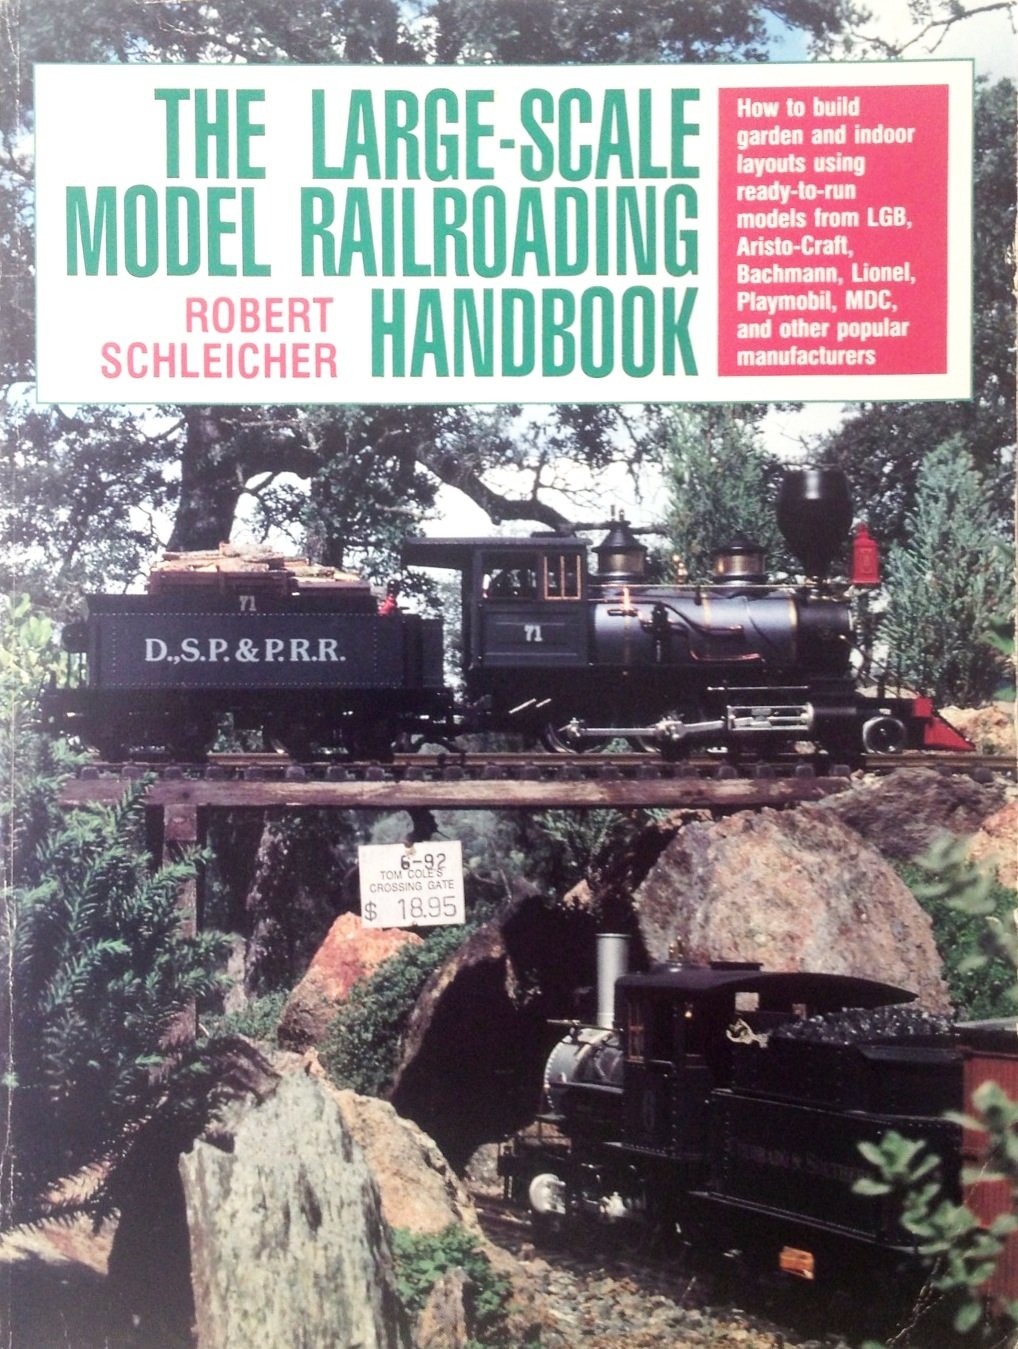 THE LARGE-SCALE
MODEL RAILROADING
HANDBOOK
ROBERT
SCHLEICHER
How to build
garden and indoor
layouts using
ready-to-run
models from LGB,
Aristo-Craft,
Bachmann, Lionel,
Playmobil, MDC,
and other popular
manufacturers
71
D.,S.P.&P.R.R.
71
6-92
TOM COLE'S
CROSSING GATE
$ 18.95